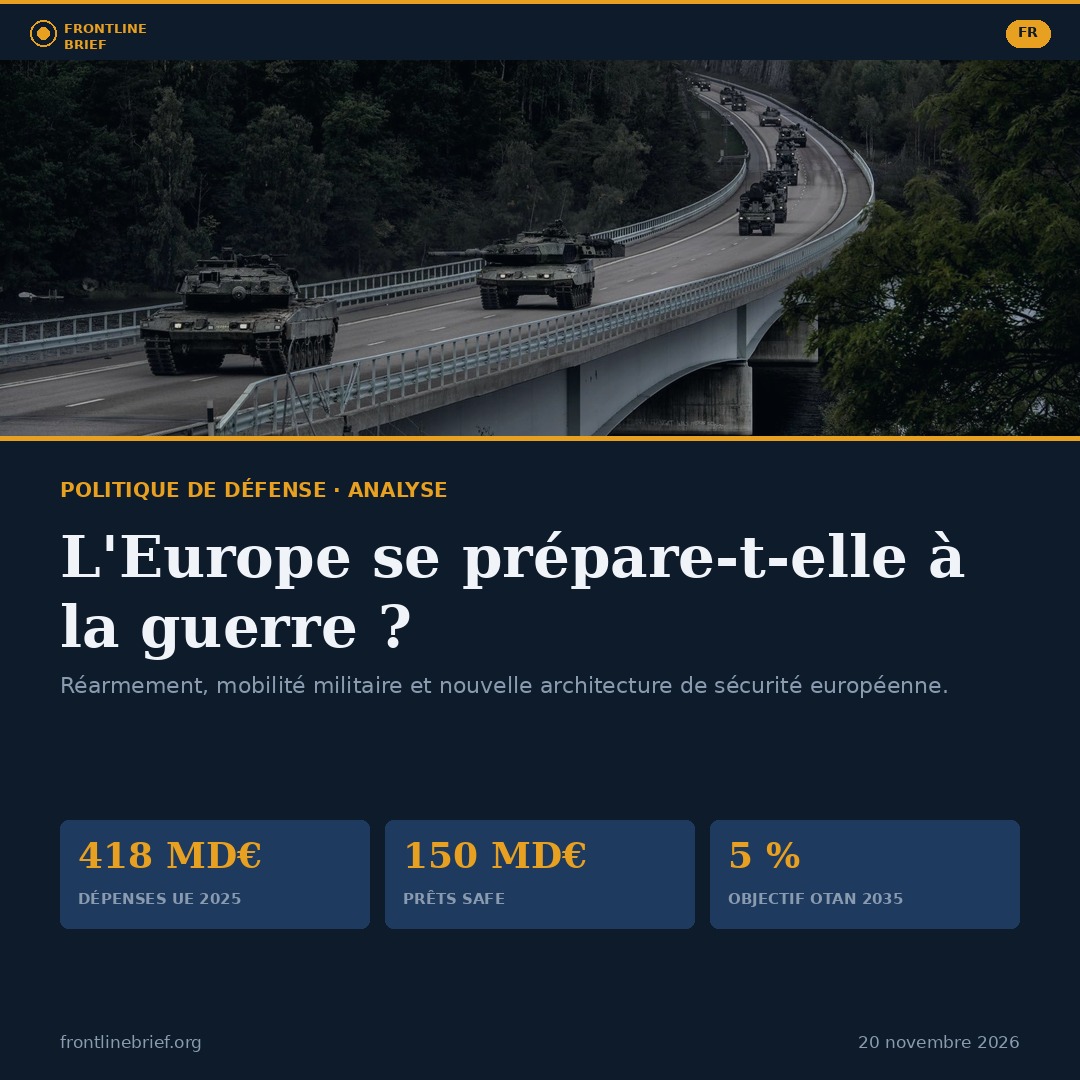 FRONTLINE
BRIEF
FR
POLITIQUE DE DÉFENSE · ANALYSE
L'Europe se prépare-t-elle à
la guerre ?
Réarmement, mobilité militaire et nouvelle architecture de sécurité européenne.
418 MD€
DÉPENSES UE 2025
150 MD€
PRÊTS SAFE
5 %
OBJECTIF OTAN 2035
frontlinebrief.org
20 novembre 2026